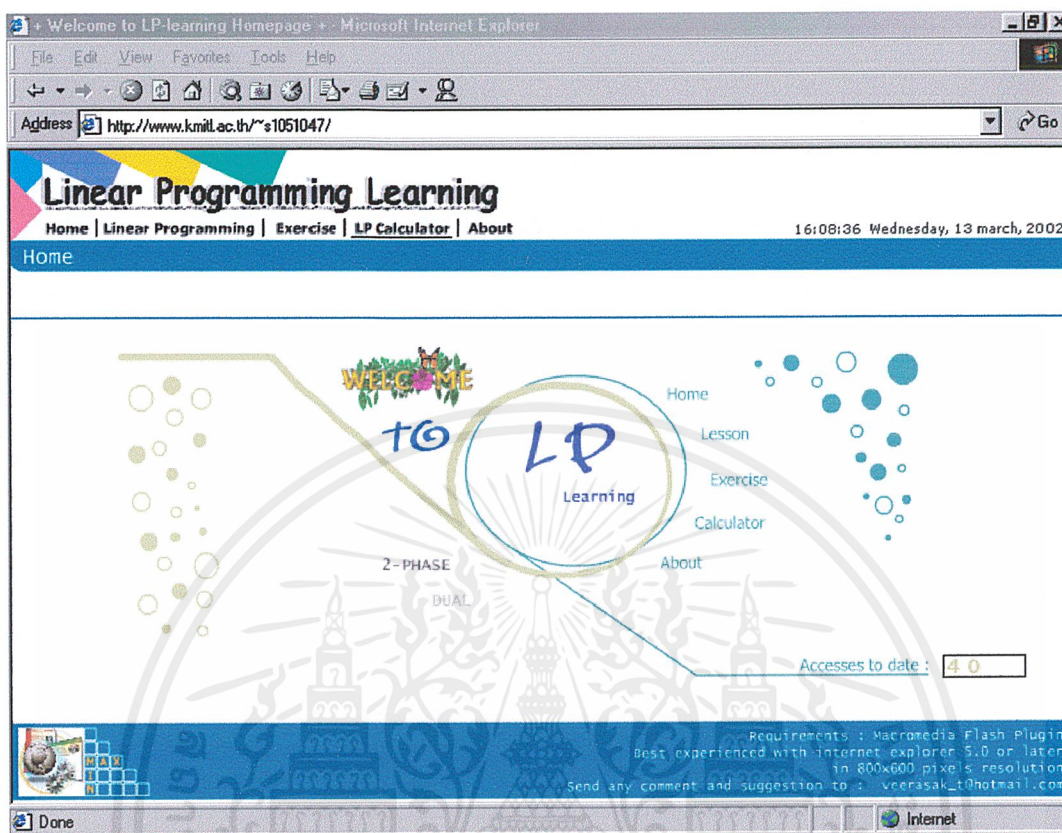 + Welcome to LP-learning Homepage + - Microsoft Internet Explorer
File Edit View Favorites Tools Help
Address http://www.kmitl.ac.th/~s1051047/ Go
Linear Programming Learning
Home | Linear Programming | Exercise | LP Calculator | About
16:08:36 Wednesday, 13 march, 2002
Home
WELCOME
TO
LP
Learning
Home
Lesson
Exercise
Calculator
About
2-PHASE
DUAL
Accesses to date : 40
MAX
MIN
Requirements : Macromedia Flash Plugin
Best experienced with internet explorer 5.0 or later
in 800x600 pixels resolution
Send any comment and suggestion to : veerasak_t@hotmail.com
Done
Internet